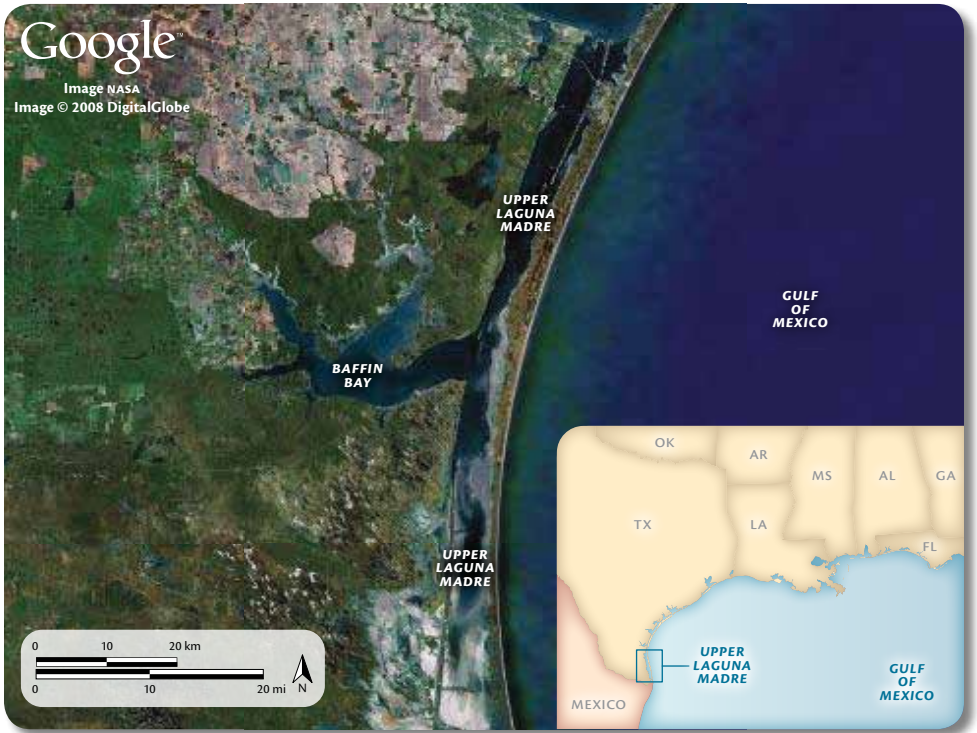 Google™
Image NASA
Image © 2008 DigitalGlobe
UPPER
LAGUNA
MADRE
GULF
OF
MEXICO
BAFFIN
BAY
UPPER
LAGUNA
MADRE
0 10 20 km
0 10 20 mi
N
OK
AR
MS
AL
GA
TX
LA
FL
UPPER
LAGUNA
MADRE
GULF
OF
MEXICO
MEXICO